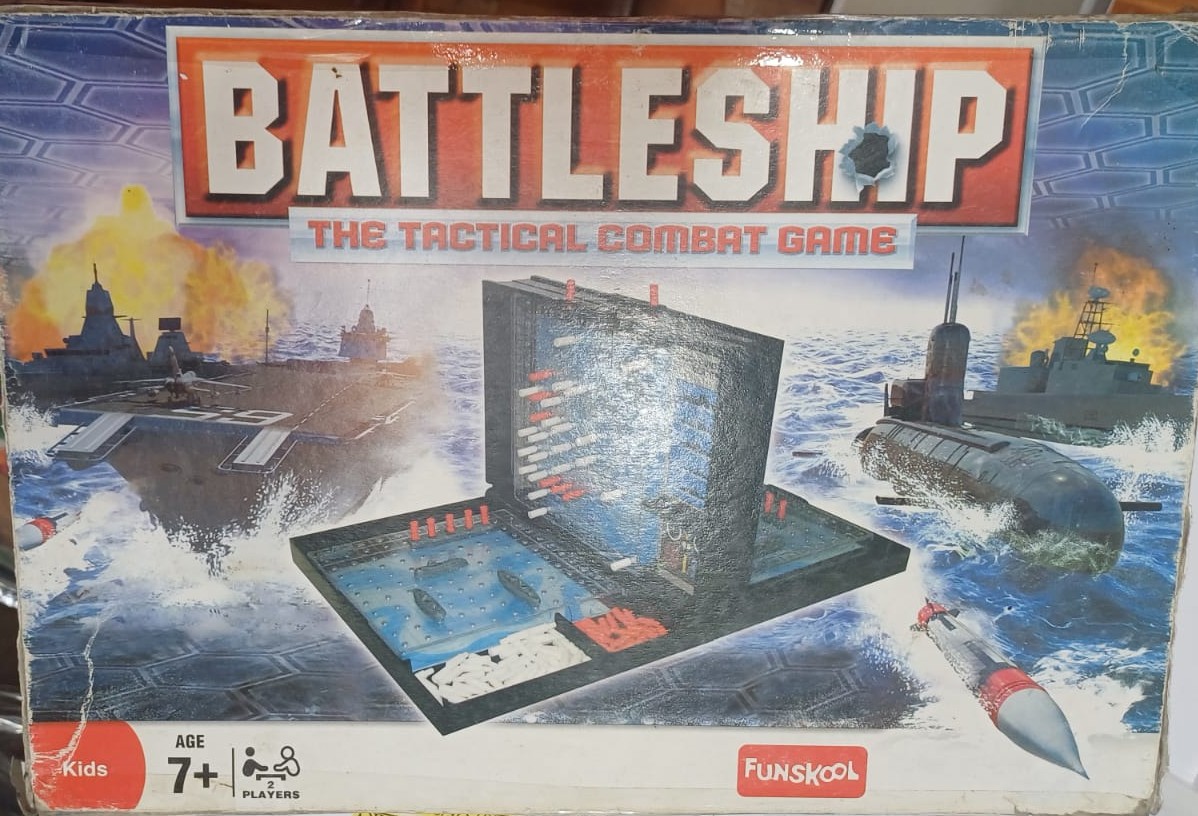 BATTLESHIP
THE TACTICAL COMBAT GAME
Kids
AGE
7+
2
PLAYERS
FUNSKOOL